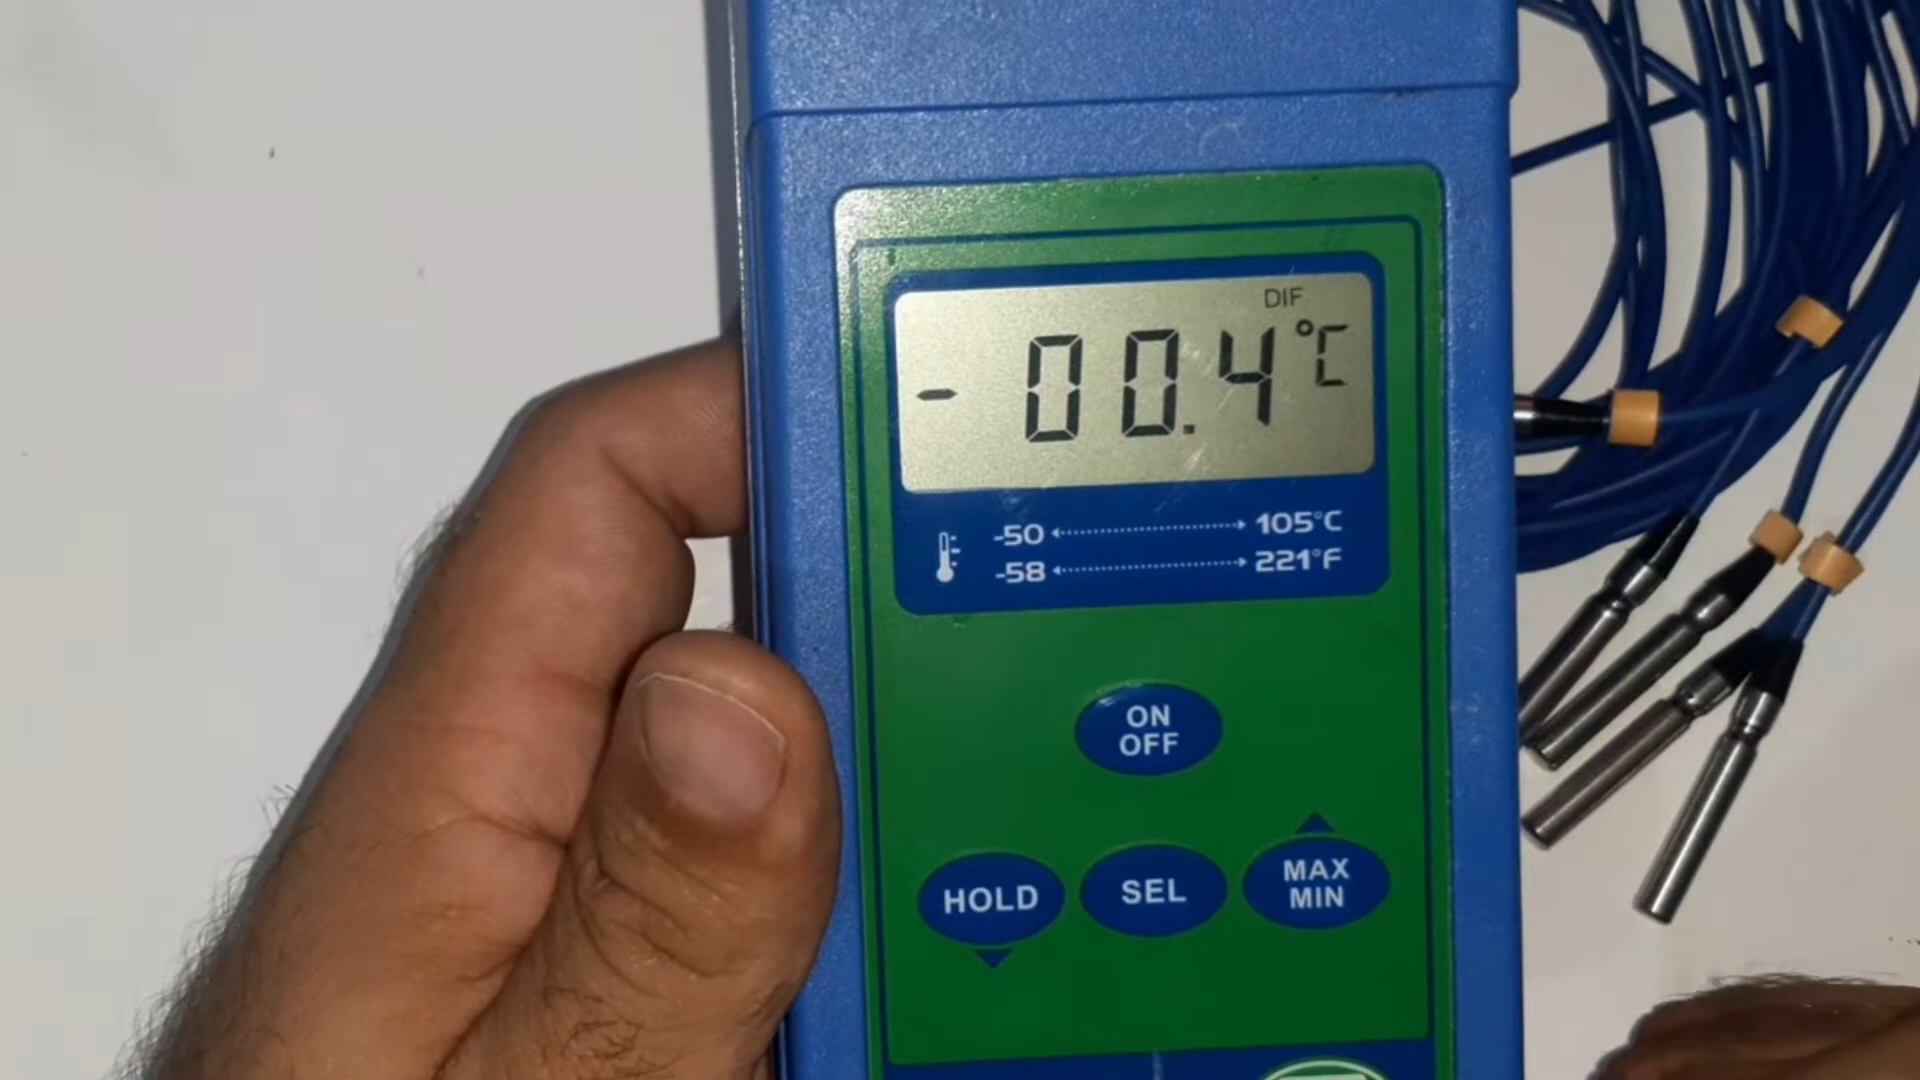 DIF
- 00.4 °C
-50 105°C
-58 221°F
ON
OFF
HOLD
SEL
MAX
MIN